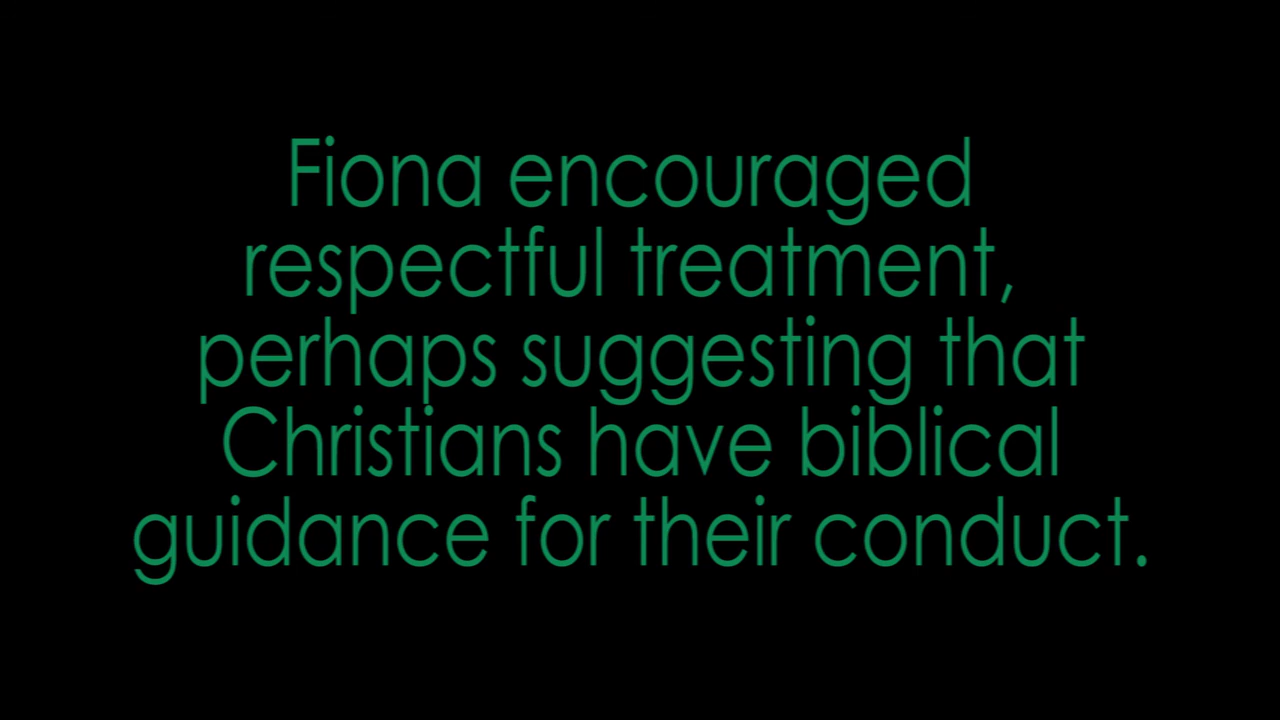 Fiona encouraged
respectful treatment,
perhaps suggesting that
Christians have biblical
guidance for their conduct.